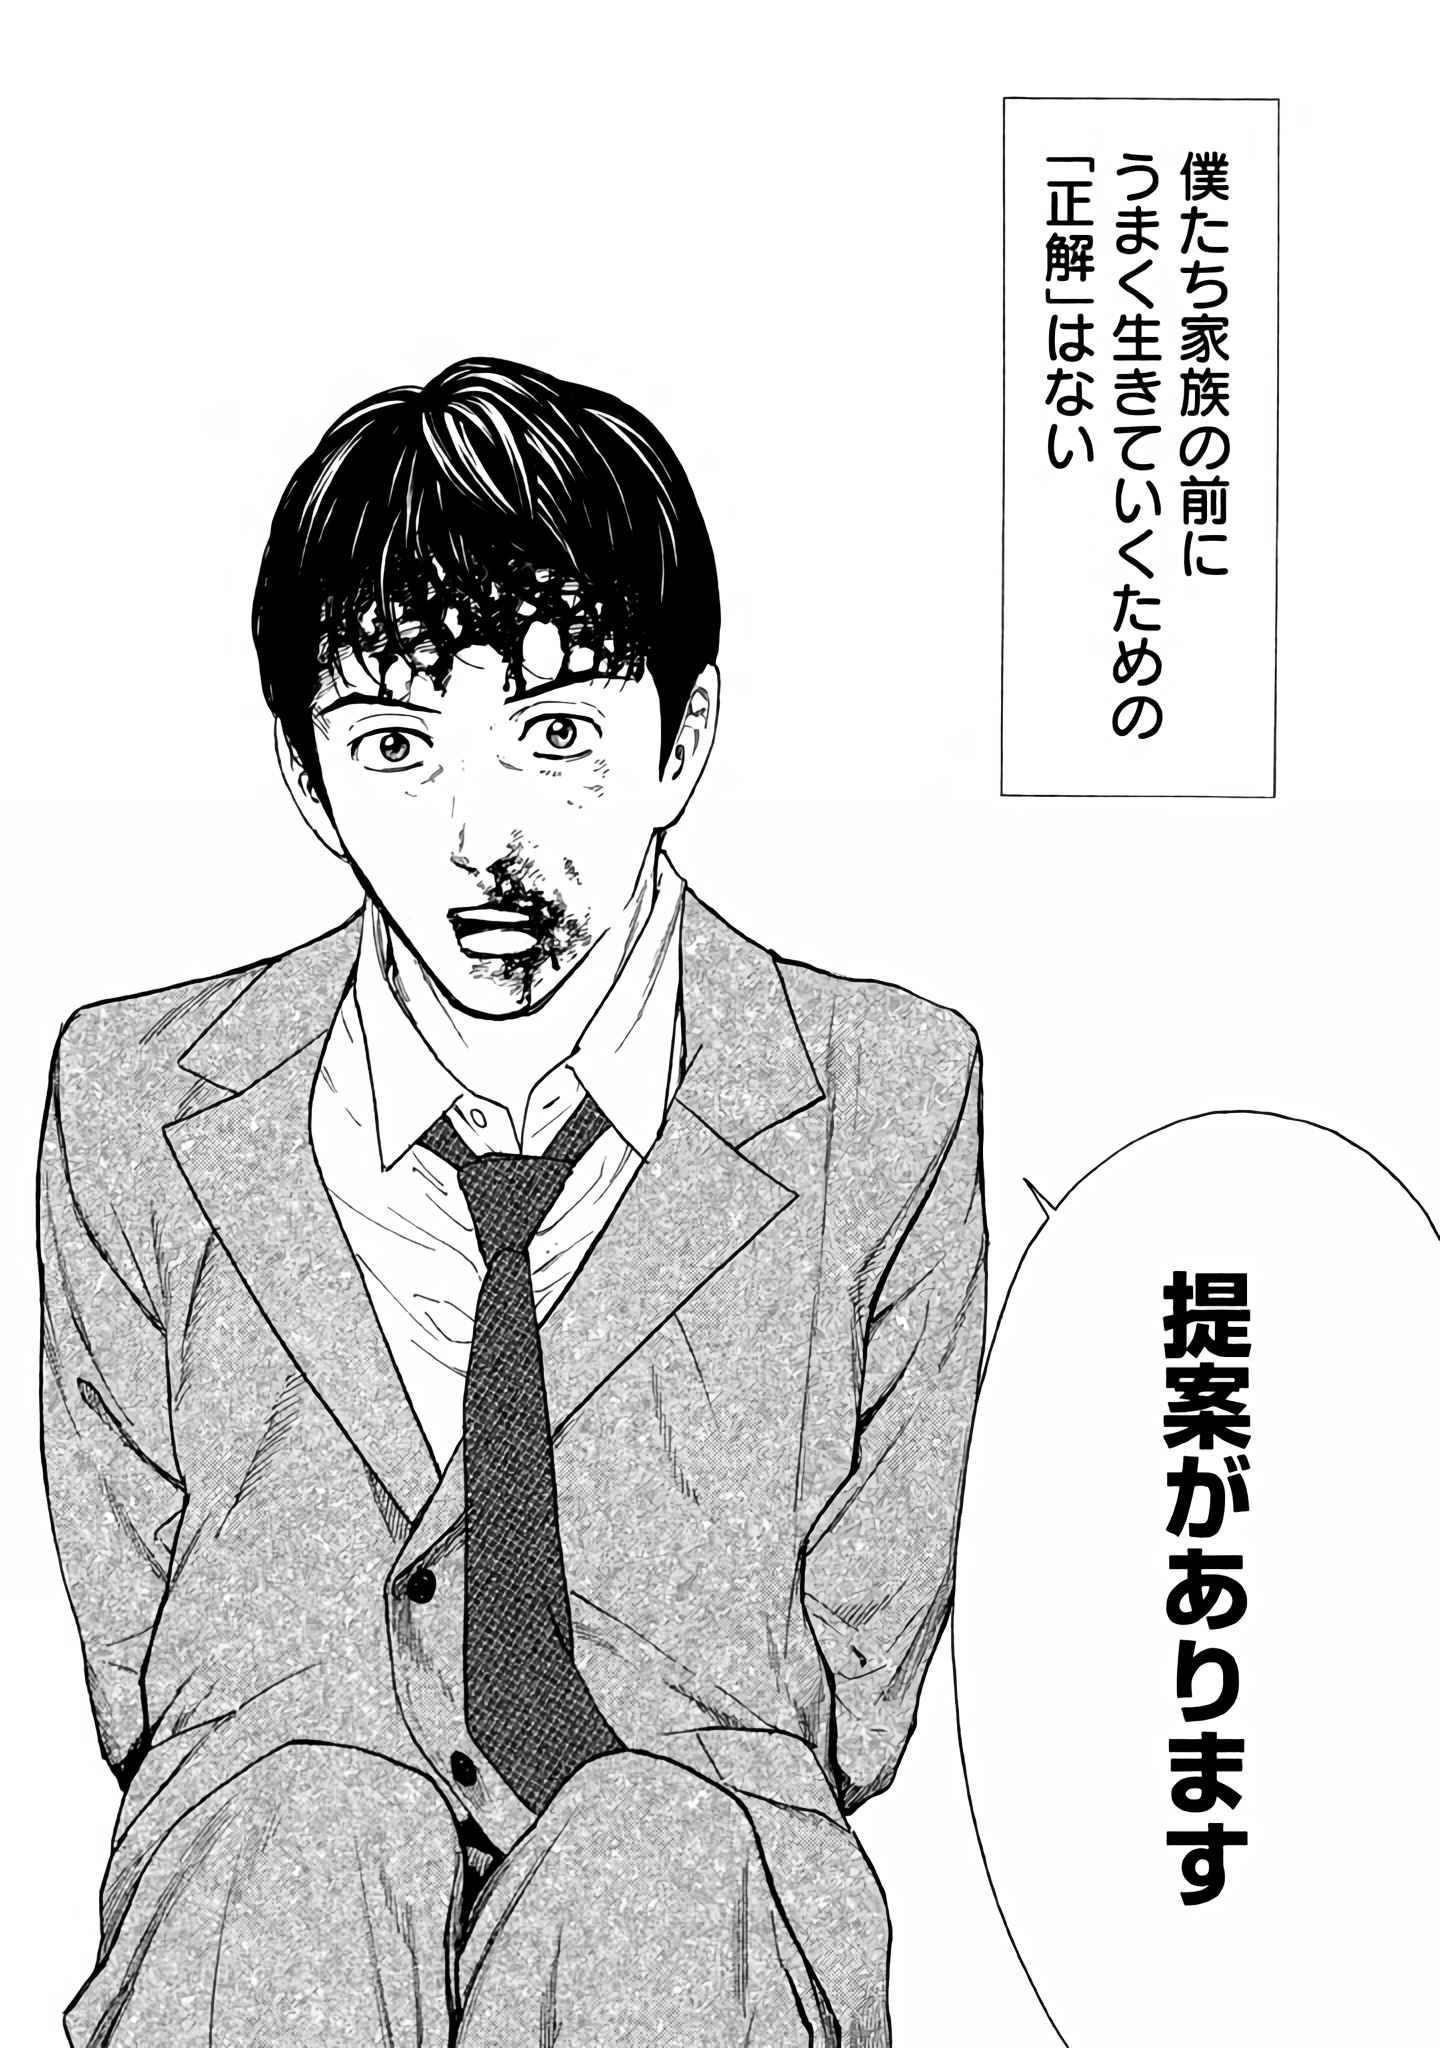 僕たち家族の前に
うまく生きていくための
「正解」はない
提案があります